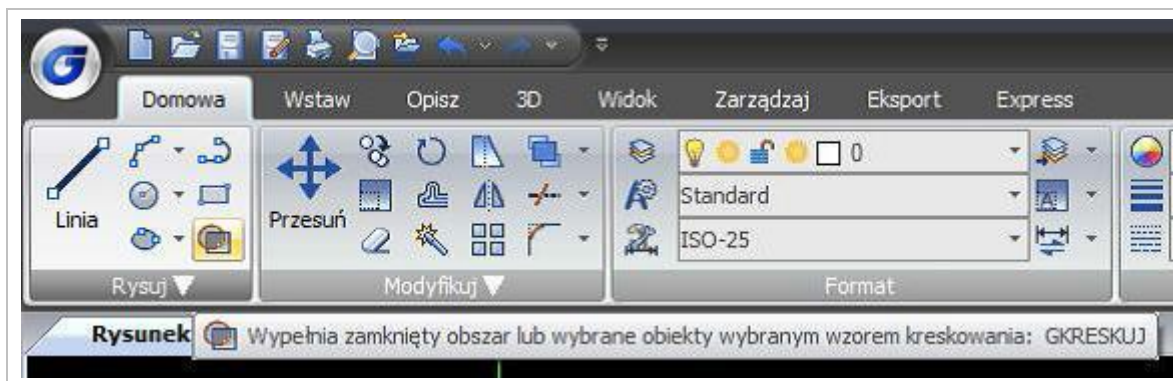 Domowa Wstaw Opisz 3D Widok Zarządzaj Eksport Express
0
Linia Przesuń Standard
ISO-25
Rysuj Modyfikuj Format
Rysunek Wypełnia zamknięty obszar lub wybrane obiekty wybranym wzorem kreskowania: GKRESKUJ